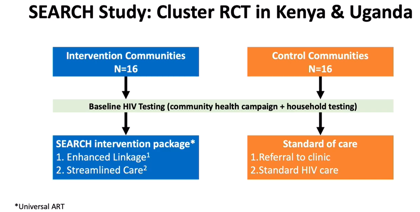 SEARCH Study: Cluster RCT in Kenya & Uganda
Intervention Communities
N=16
Control Communities
N=16
Baseline HIV Testing (community health campaign + household testing)
SEARCH intervention package*
1. Enhanced Linkage1
2. Streamlined Care2
Standard of care
1.Referral to clinic
2.Standard HIV care
*Universal ART